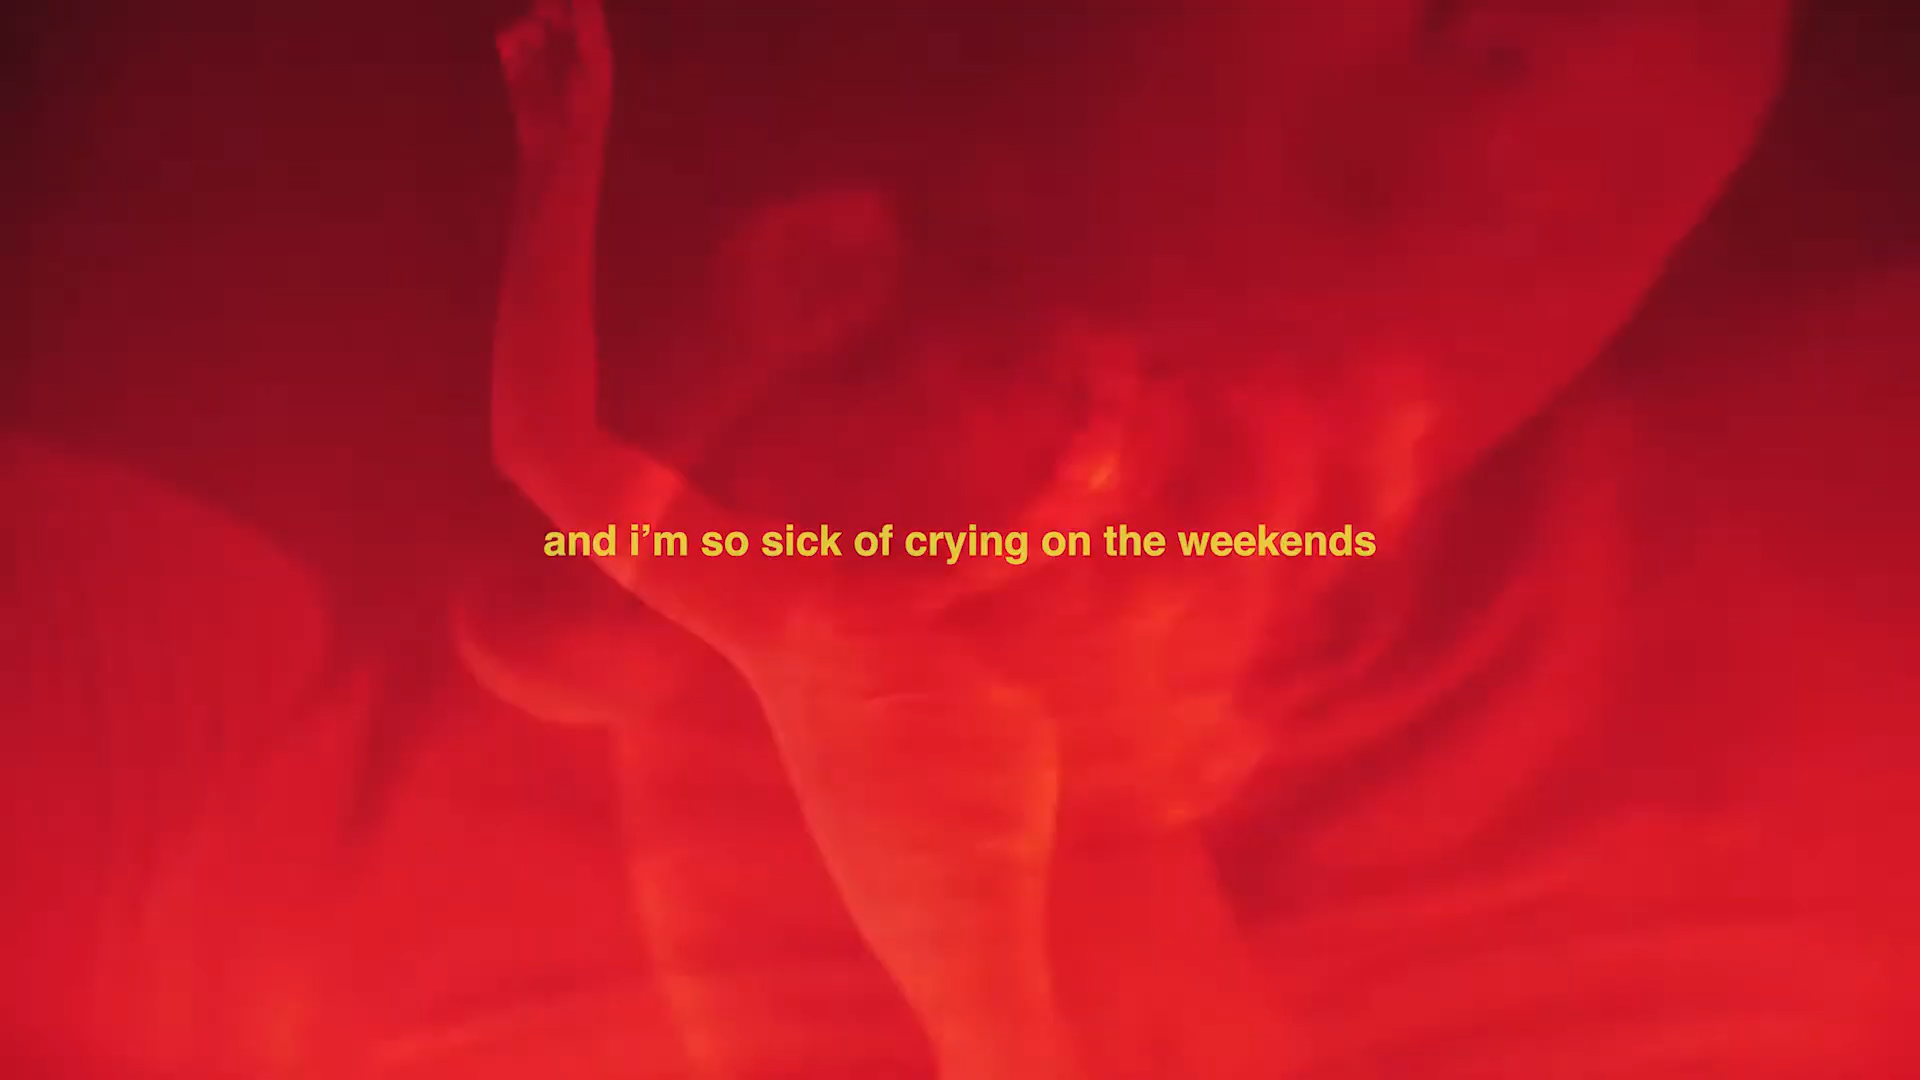 and i’m so sick of crying on the weekends